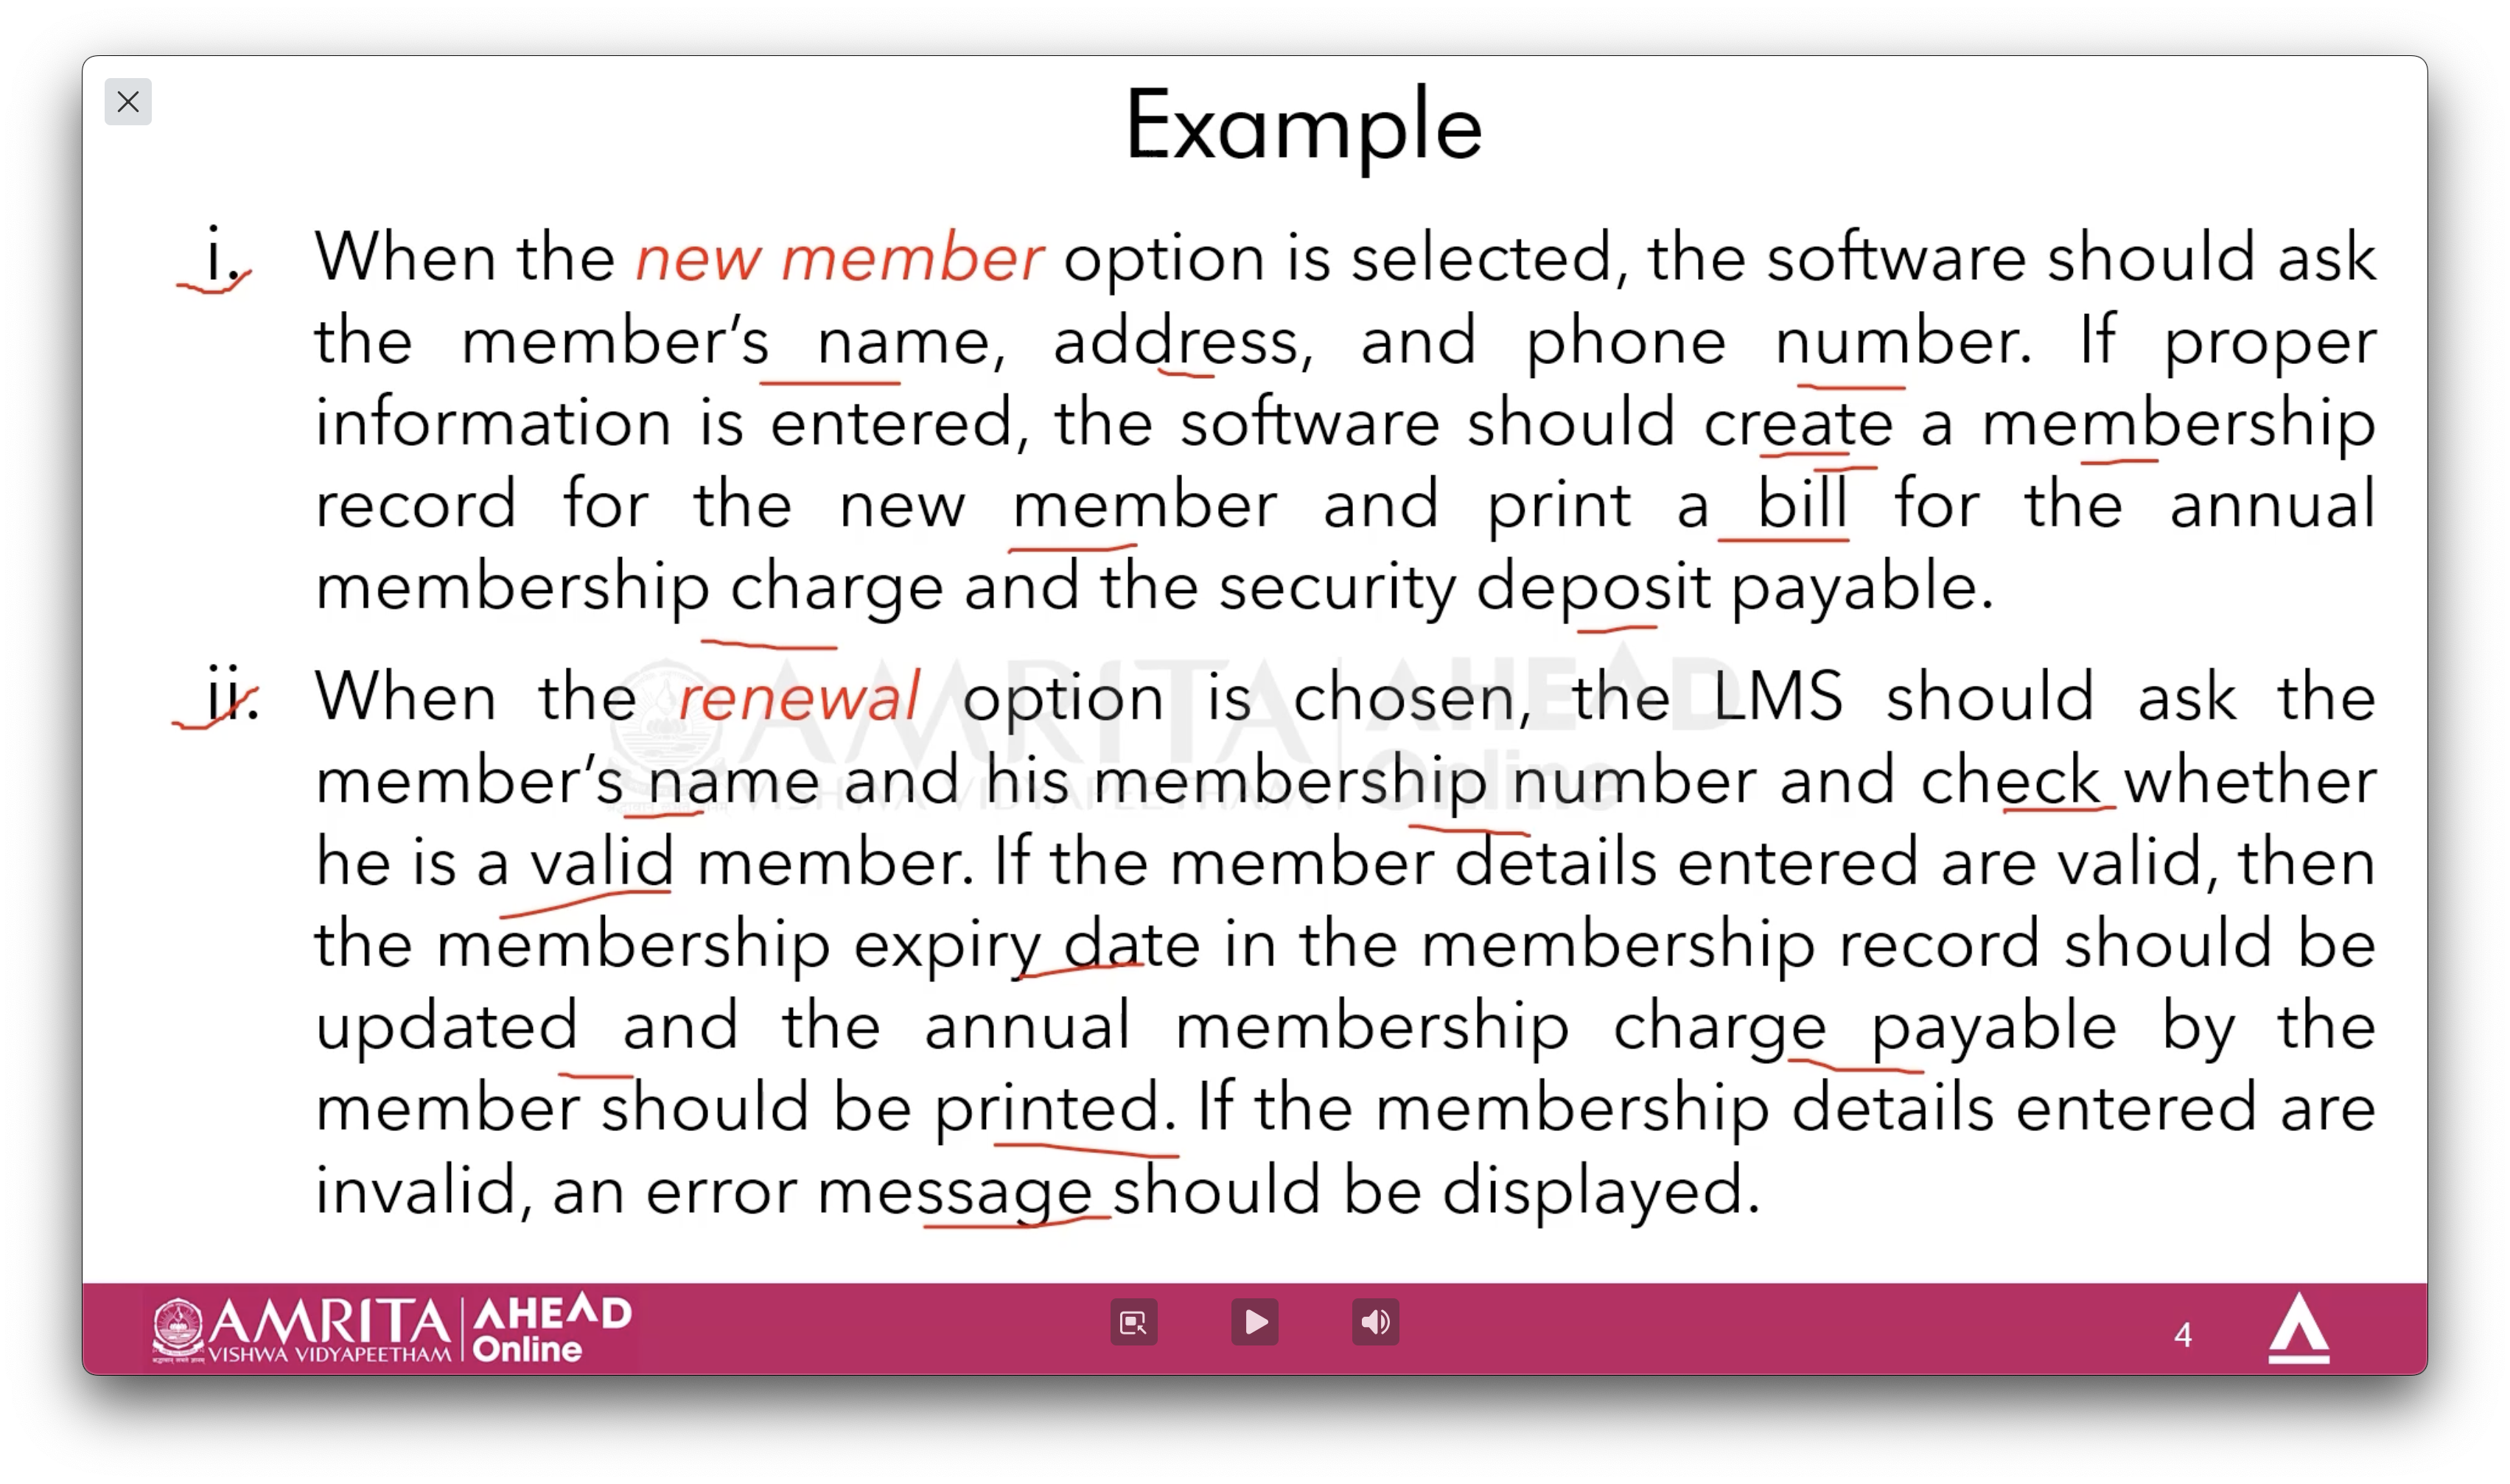 Example
i. When the new member option is selected, the software should ask
the member’s name, address, and phone number. If proper
information is entered, the software should create a membership
record for the new member and print a bill for the annual
membership charge and the security deposit payable.
ii. When the renewal option is chosen, the LMS should ask the
member’s name and his membership number and check whether
he is a valid member. If the member details entered are valid, then
the membership expiry date in the membership record should be
updated and the annual membership charge payable by the
member should be printed. If the membership details entered are
invalid, an error message should be displayed.
AMRITA AHEAD
VISHWA VIDYAPEETHAM Online
AMRITA AHEAD
VISHWA VIDYAPEETHAM Online
4